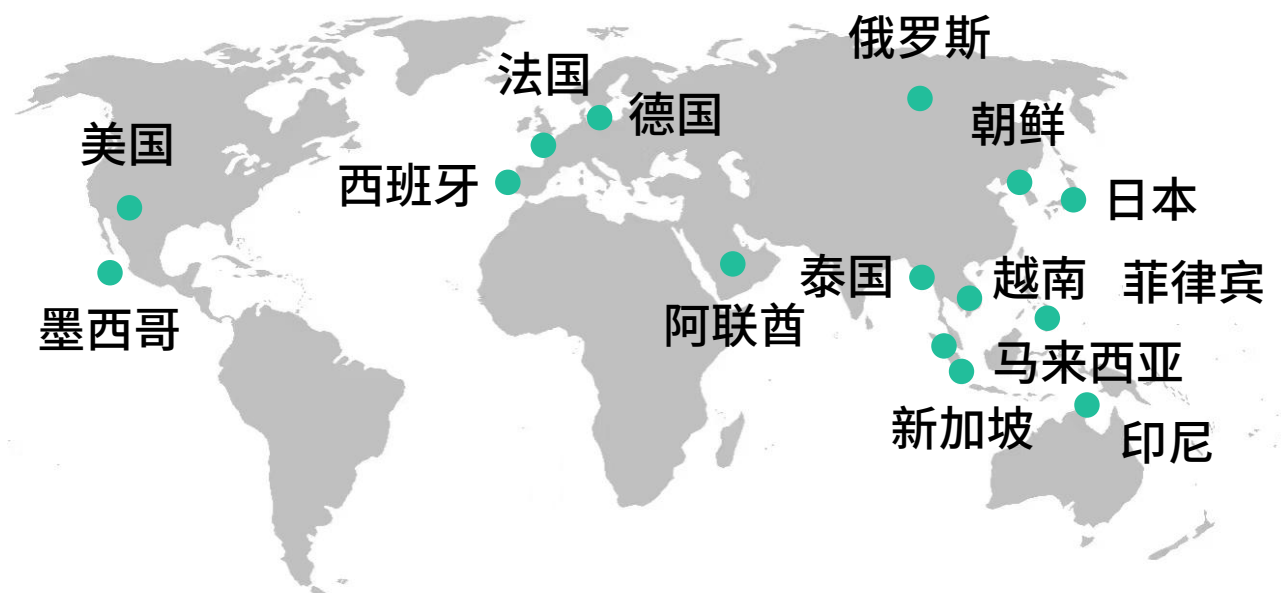 俄罗斯
法国
德国
朝鲜
美国
西班牙
日本
泰国
越南
菲律宾
墨西哥
阿联酋
马来西亚
新加坡
印尼